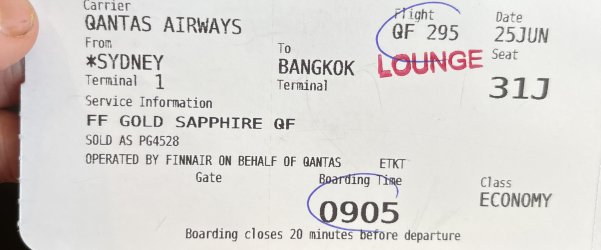 Carrier
QANTAS AIRWAYS
Flight
QF 295
Date
25JUN
From
*SYDNEY
To
BANGKOK
LOUNGE
Seat
31J
Terminal 1
Terminal
Service Information
FF GOLD SAPPHIRE QF
SOLD AS PG4528
OPERATED BY FINNAIR ON BEHALF OF QANTAS
ETKT
Gate
Boarding Time
0905
Class
ECONOMY
Boarding closes 20 minutes before departure